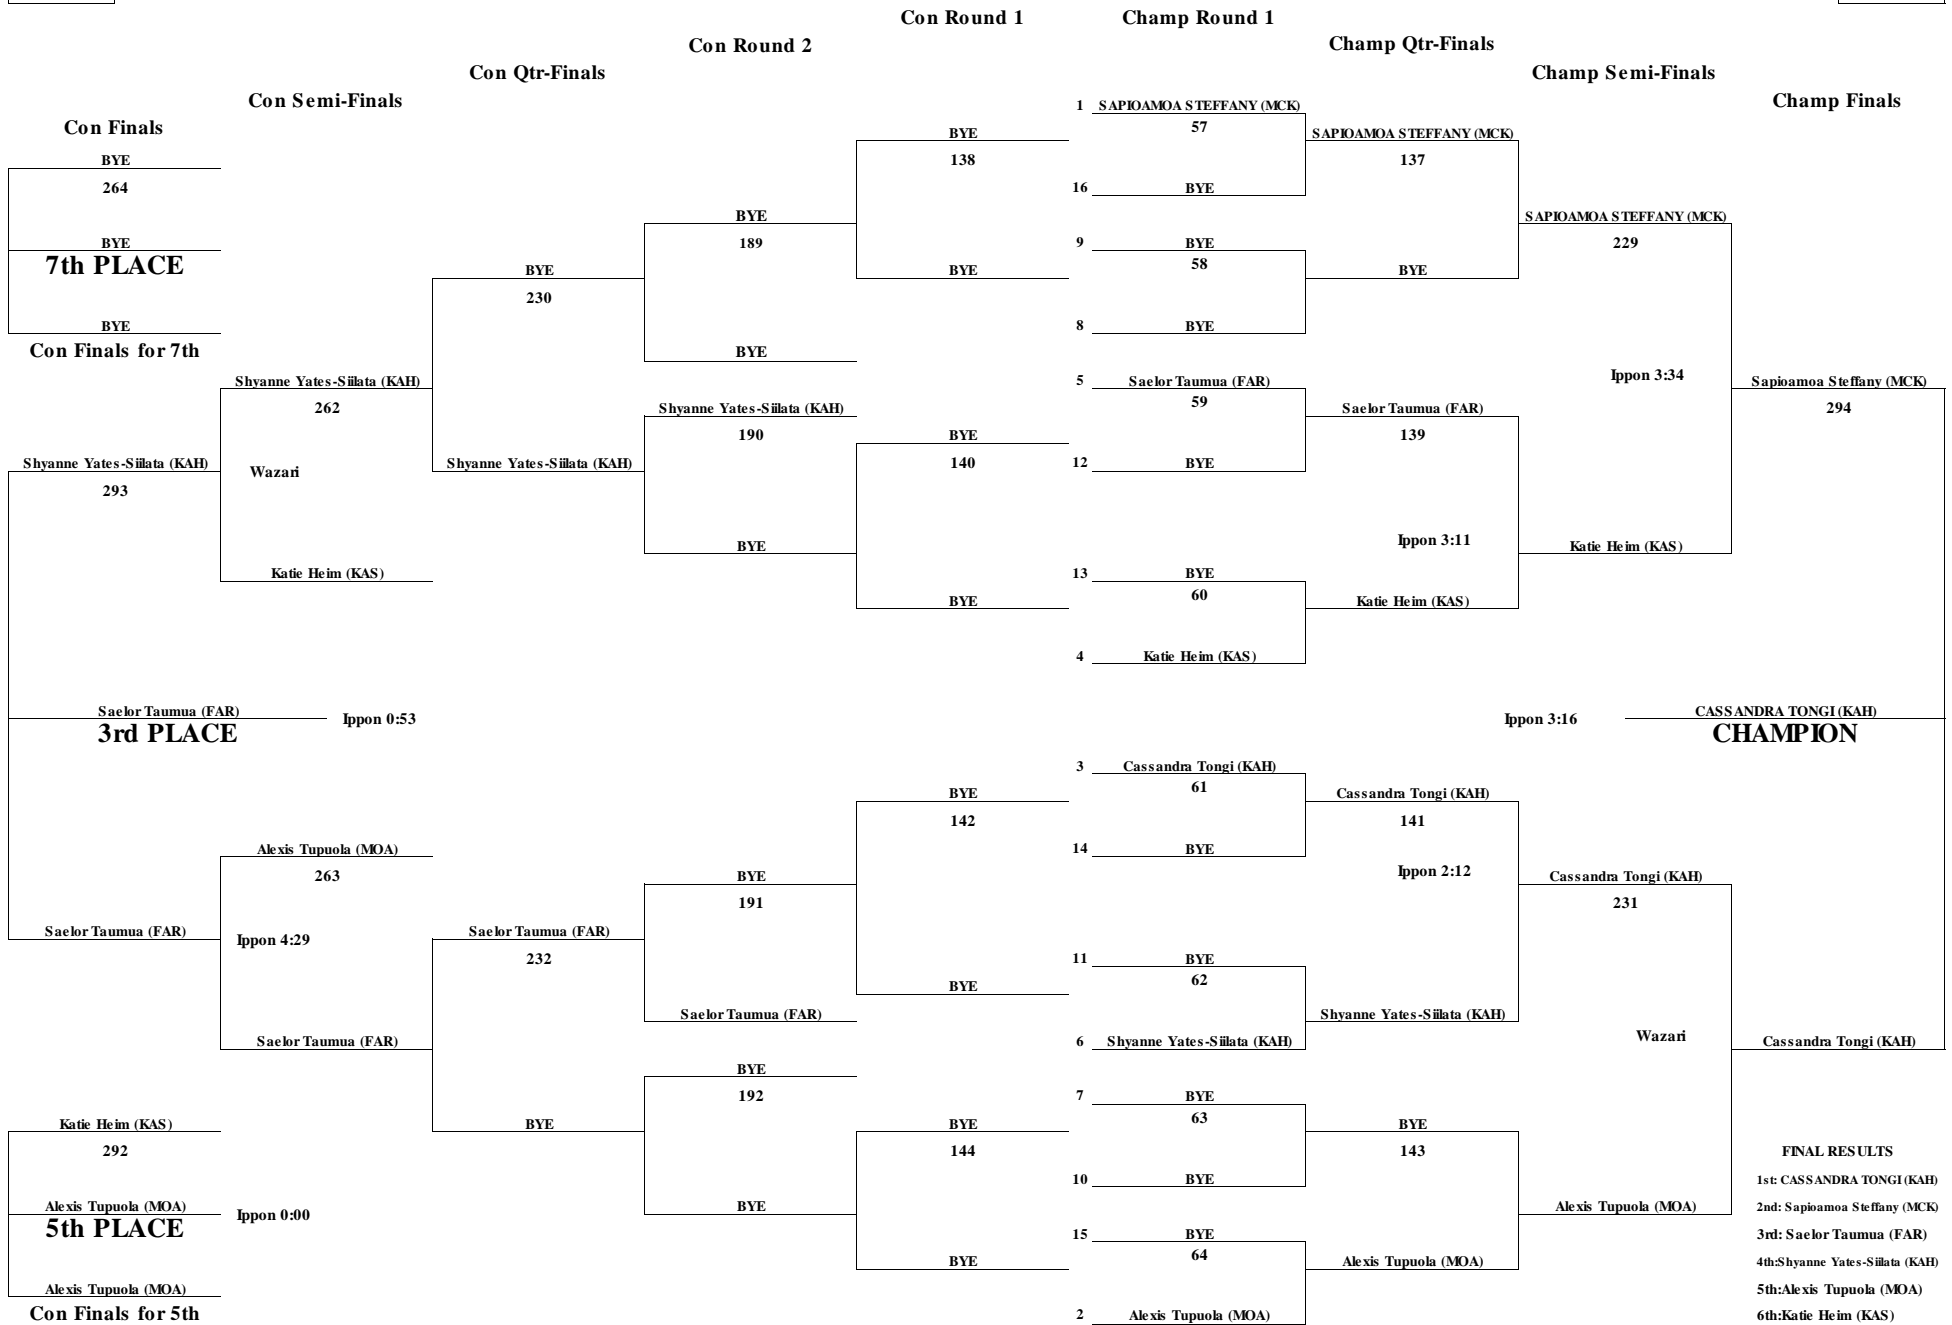 Con Round 1
Champ Round 1
Con Round 2
Champ Qtr-Finals
Con Qtr-Finals
Champ Semi-Finals
Con Semi-Finals
Champ Finals
Con Finals
BYE
264
BYE
7th PLACE
BYE
Con Finals for 7th
Shyanne Yates-Siilata (KAH)
293
Saelor Taumua (FAR)
Ippon 0:53
3rd PLACE
Saelor Taumua (FAR)
Katie Heim (KAS)
292
Alexis Tupuola (MOA)
Ippon 0:00
5th PLACE
Alexis Tupuola (MOA)
Con Finals for 5th
Shyanne Yates-Siilata (KAH)
262
Wazari
Katie Heim (KAS)
Alexis Tupuola (MOA)
263
Ippon 4:29
Saelor Taumua (FAR)
BYE
230
Shyanne Yates-Siilata (KAH)
Saelor Taumua (FAR)
232
BYE
BYE
189
BYE
Shyanne Yates-Siilata (KAH)
190
BYE
BYE
191
Saelor Taumua (FAR)
BYE
192
BYE
BYE
138
BYE
BYE
140
BYE
BYE
142
BYE
BYE
144
BYE
1 SAPIOAMOA STEFFANY (MCK)
57
16 BYE
9 BYE
58
8 BYE
5 Saelor Taumua (FAR)
59
12 BYE
13 BYE
60
4 Katie Heim (KAS)
3 Cassandra Tongi (KAH)
61
14 BYE
11 BYE
62
6 Shyanne Yates-Siilata (KAH)
7 BYE
63
10 BYE
15 BYE
64
2 Alexis Tupuola (MOA)
SAPIOAMOA STEFFANY (MCK)
137
BYE
Saelor Taumua (FAR)
139
Ippon 3:11
Katie Heim (KAS)
Cassandra Tongi (KAH)
141
Ippon 2:12
Shyanne Yates-Siilata (KAH)
BYE
143
Alexis Tupuola (MOA)
SAPIOAMOA STEFFANY (MCK)
229
Ippon 3:34
Katie Heim (KAS)
Cassandra Tongi (KAH)
231
Wazari
Alexis Tupuola (MOA)
Sapioamoa Steffany (MCK)
294
Ippon 3:16
CASSANDRA TONGI (KAH)
CHAMPION
Cassandra Tongi (KAH)
FINAL RESULTS
1st: CASSANDRA TONGI (KAH)
2nd: Sapioamoa Steffany (MCK)
3rd: Saelor Taumua (FAR)
4th:Shyanne Yates-Siilata (KAH)
5th:Alexis Tupuola (MOA)
6th:Katie Heim (KAS)